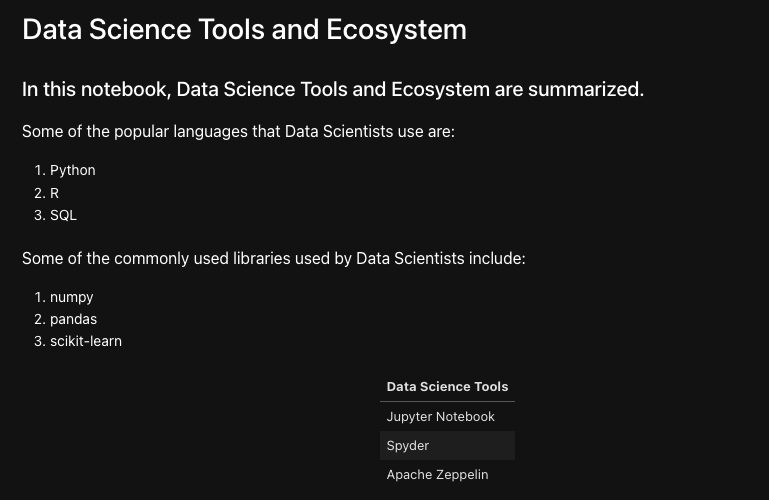 Data Science Tools and Ecosystem
In this notebook, Data Science Tools and Ecosystem are summarized.
Some of the popular languages that Data Scientists use are:
1. Python
2. R
3. SQL
Some of the commonly used libraries used by Data Scientists include:
1. numpy
2. pandas
3. scikit-learn
Data Science Tools
Jupyter Notebook
Spyder
Apache Zeppelin